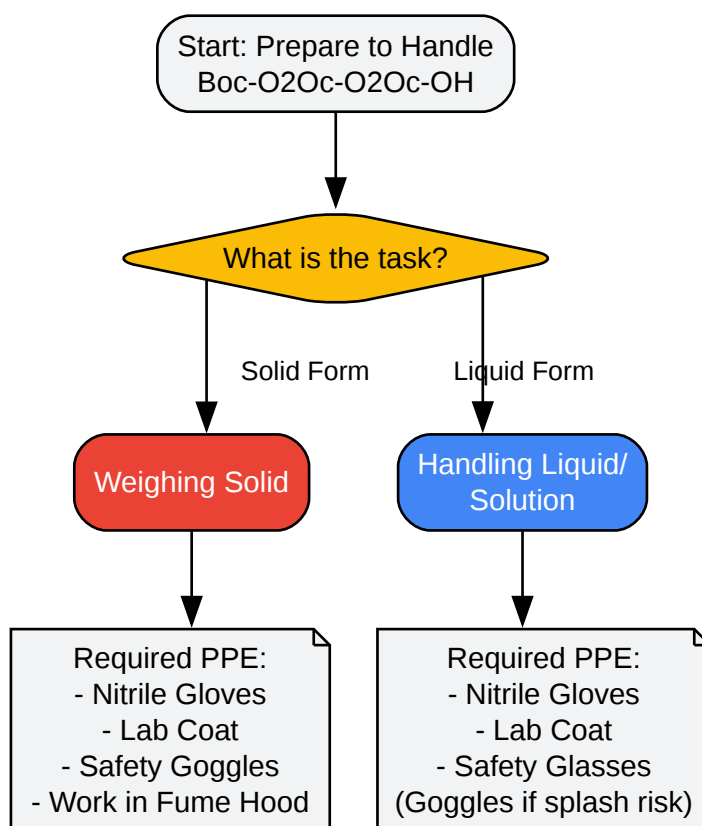 Start: Prepare to Handle
Boc-O2Oc-O2Oc-OH
What is the task?
Solid Form
Liquid Form
Weighing Solid
Handling Liquid/
Solution
Required PPE:
- Nitrile Gloves
- Lab Coat
- Safety Goggles
- Work in Fume Hood
Required PPE:
- Nitrile Gloves
- Lab Coat
- Safety Glasses
(Goggles if splash risk)